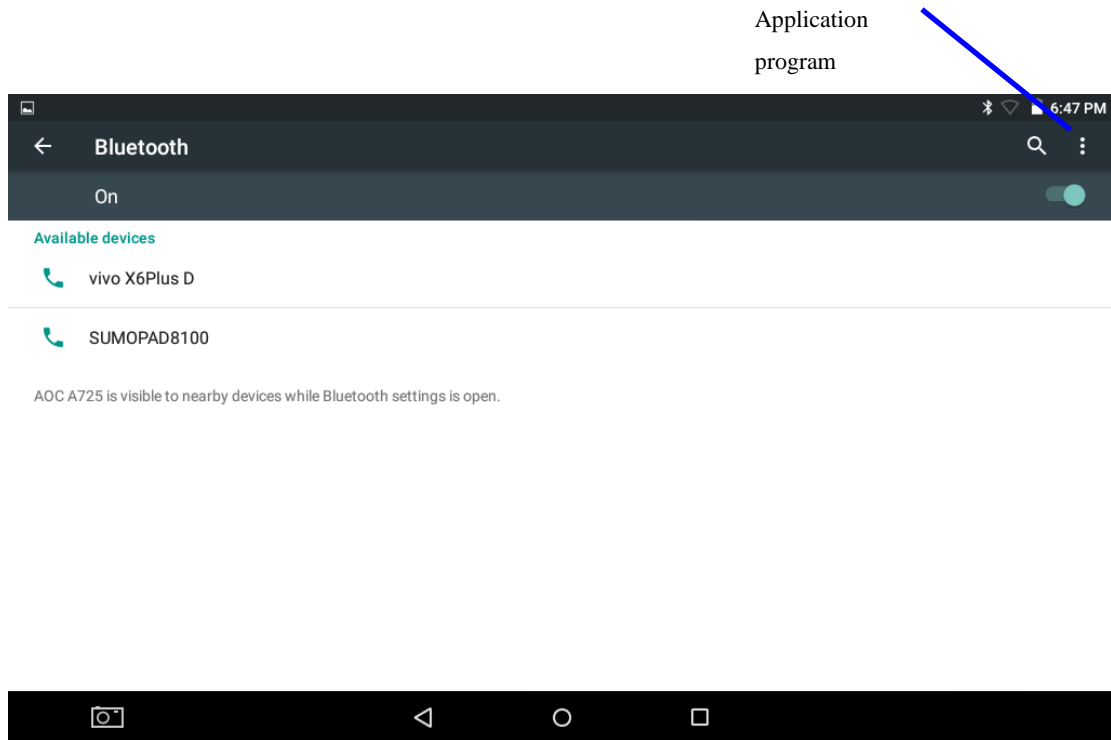 Application
program
6:47 PM
Bluetooth
On
Available devices
vivo X6Plus D
SUMOPAD8100
AOC A725 is visible to nearby devices while Bluetooth settings is open.